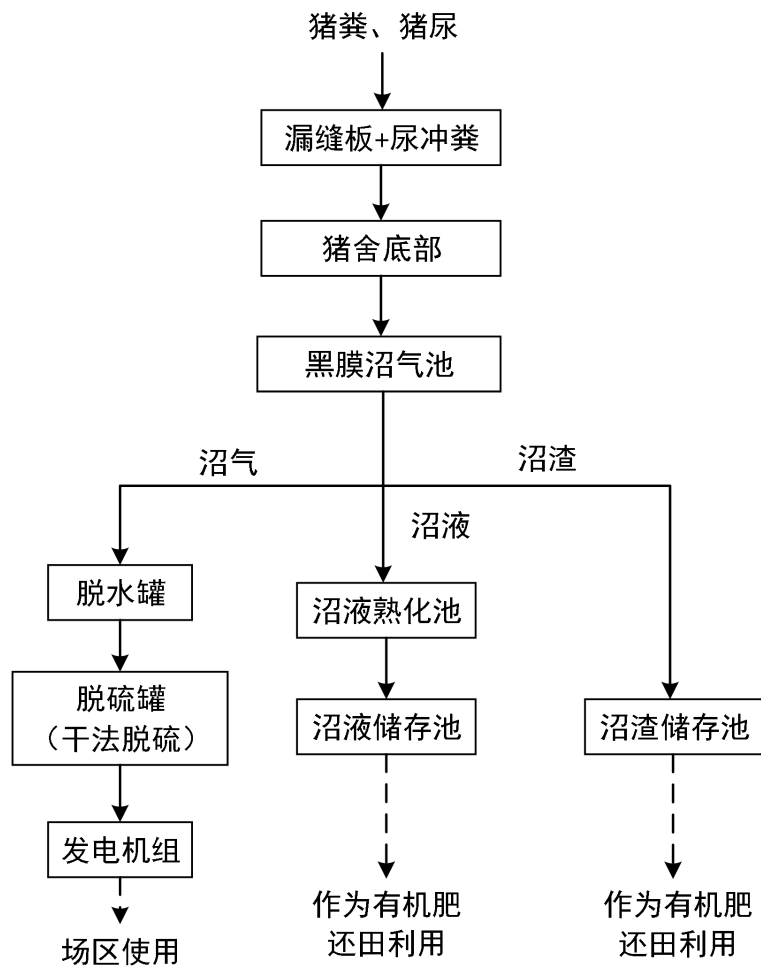 猪粪、猪尿
漏缝板+尿冲粪
猪舍底部
黑膜沼气池
沼气
沼渣
沼液
脱水罐
沼液熟化池
脱硫罐
（干法脱硫）
沼液储存池
沼渣储存池
发电机组
场区使用
作为有机肥
还田利用
作为有机肥
还田利用